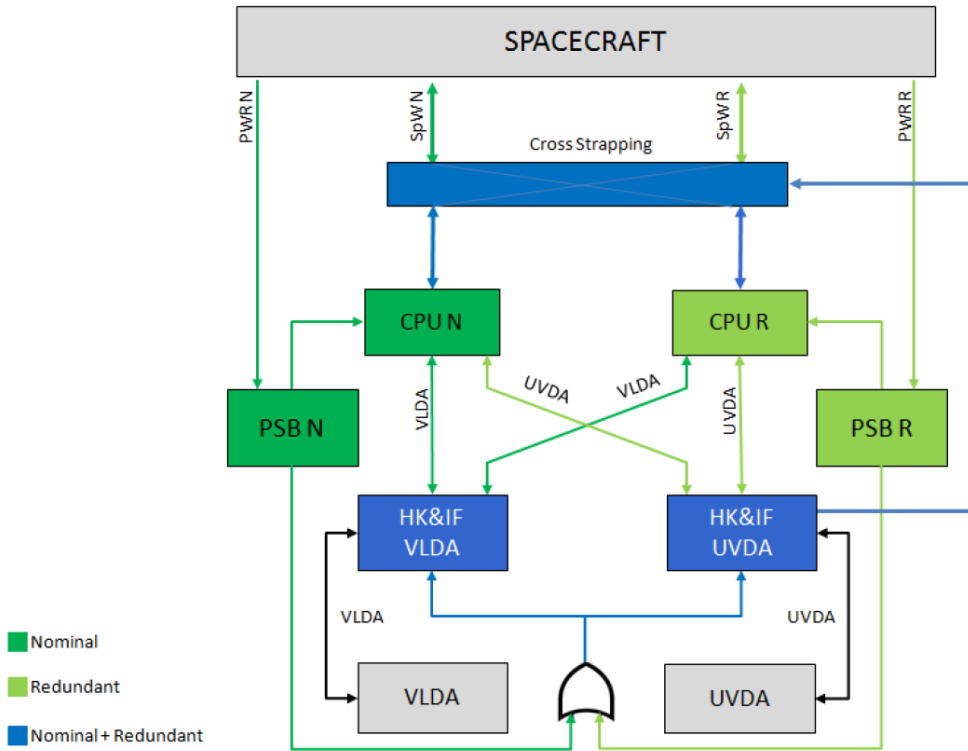 SPACECRAFT
PWR N
SpW N
SpW R
PWR R
Cross Strapping
CPU N
CPU R
VLDA
UVDA
VLDA
UVDA
PSB N
PSB R
HK&IF
VLDA
HK&IF
UVDA
VLDA
UVDA
Nominal
Redundant
Nominal + Redundant
VLDA
UVDA